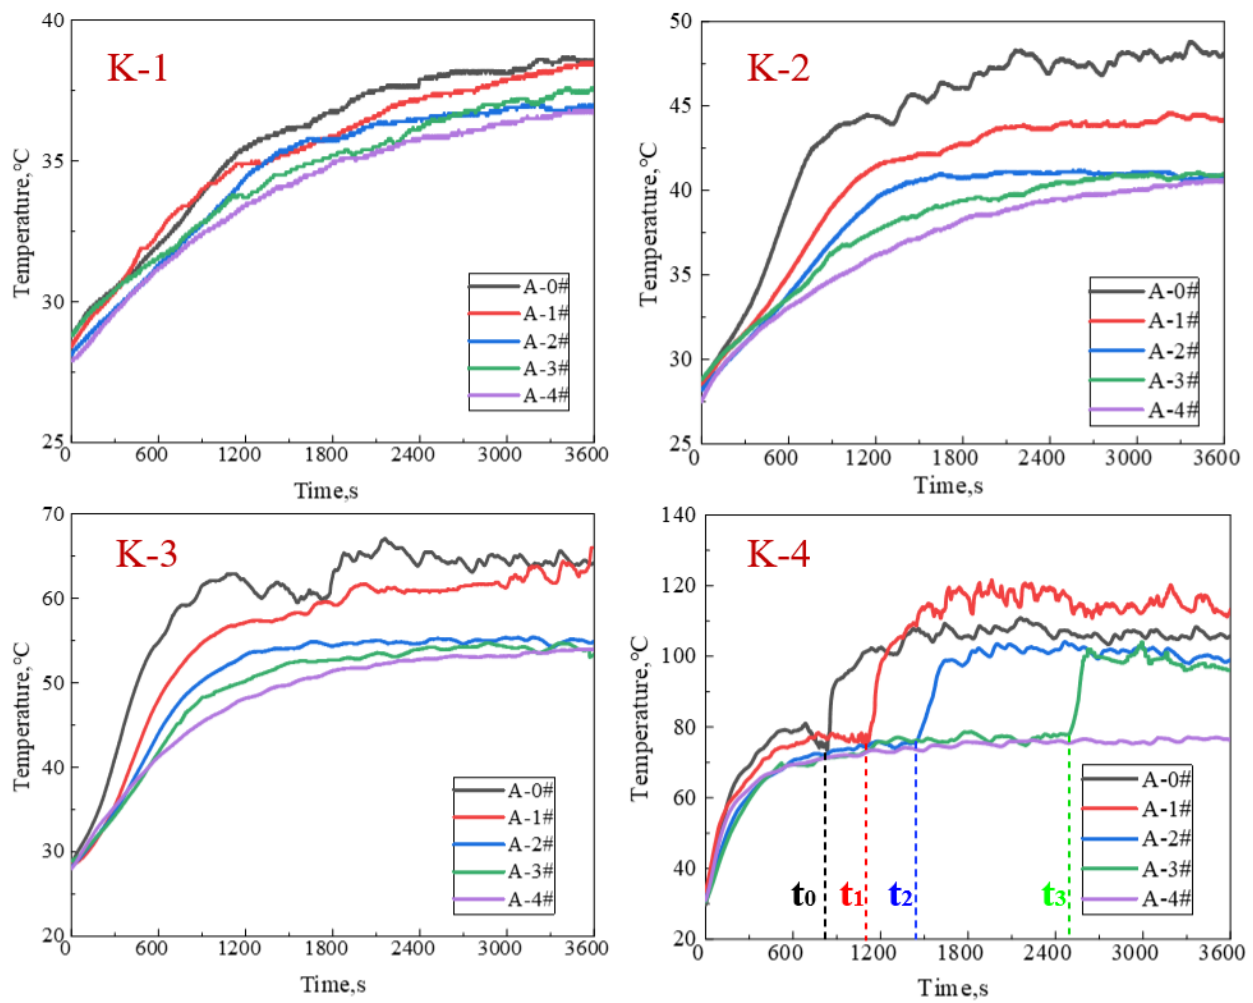 K-1
Temperature,℃
40
35
30
25
0 600 1200 1800 2400 3000 3600
Time,s
A-0#
A-1#
A-2#
A-3#
A-4#
K-2
Temperature,℃
50
45
40
35
30
25
0 600 1200 1800 2400 3000 3600
Time,s
A-0#
A-1#
A-2#
A-3#
A-4#
K-3
Temperature,℃
70
60
50
40
30
20
0 600 1200 1800 2400 3000 3600
Time,s
A-0#
A-1#
A-2#
A-3#
A-4#
K-4
Temperature,℃
140
120
100
80
60
40
20
0 600 1200 1800 2400 3000 3600
Time,s
t0 t1 t2 t3
A-0#
A-1#
A-2#
A-3#
A-4#